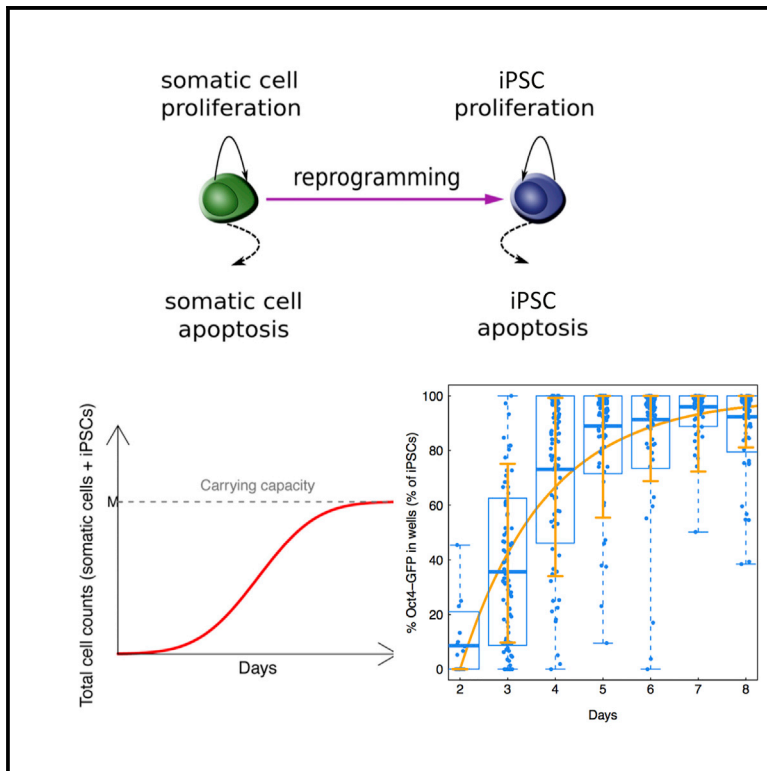 somatic cell
proliferation
iPSC
proliferation
reprogramming
somatic cell
apoptosis
iPSC
apoptosis
Total cell counts (somatic cells + iPSCs)
M
Carrying capacity
Days
% Oct4–GFP in wells (% of iPSCs)
100
80
60
40
20
0
2 3 4 5 6 7 8
Days